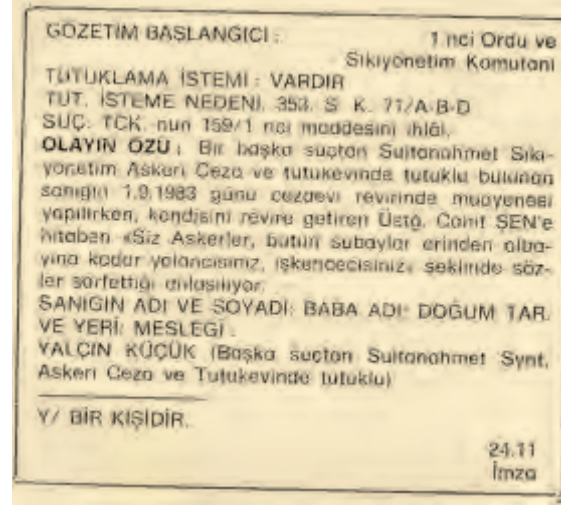 GÖZETİM BAŞLANGICI : 1 nci Ordu ve
Sıkıyönetim Komutanı
TUTUKLAMA İSTEMİ : VARDIR
TUT. İSTEME NEDENİ. 353. S. K. 71/A-B-D
SUÇ: TCK. nun 159/1 nci maddesini ihlâl.
OLAYIN ÖZÜ : Bir başka suçtan Sultanahmet Sıkı-
yönetim Askeri Ceza ve tutukevinde tutuklu bulunan
sanığın 1.9.1983 günü cezaevi revirinde muayenesi
yapılırken, kendisini revire getiren Üstğ. Cahit ŞEN'e
hitaben «Siz Askerler, bütün subaylar erinden alba-
yına kadar yalancısınız, işkencecisiniz» şeklinde söz-
ler sarfettiği anlaşılıyor.
SANIĞIN ADI VE SOYADI: BABA ADI: DOĞUM TAR.
VE YERİ: MESLEĞİ :
YALÇIN KÜÇÜK (Başka suçtan Sultanahmet Synt.
Askeri Ceza ve Tutukevinde tutuklu)
Y/ BİR KİŞİDİR.
24.11
İmza